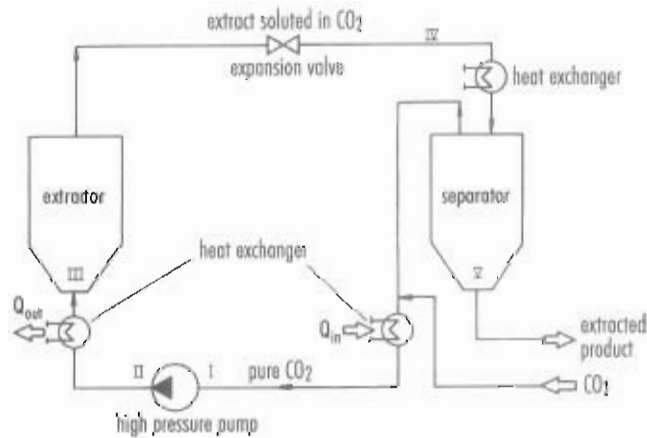 extract soluted in CO2
IV
expansion valve
heat exchanger
extractor
separator
III
heat exchanger
V
Qout
Qin
extracted
product
II
I
pure CO2
CO2
high pressure pump